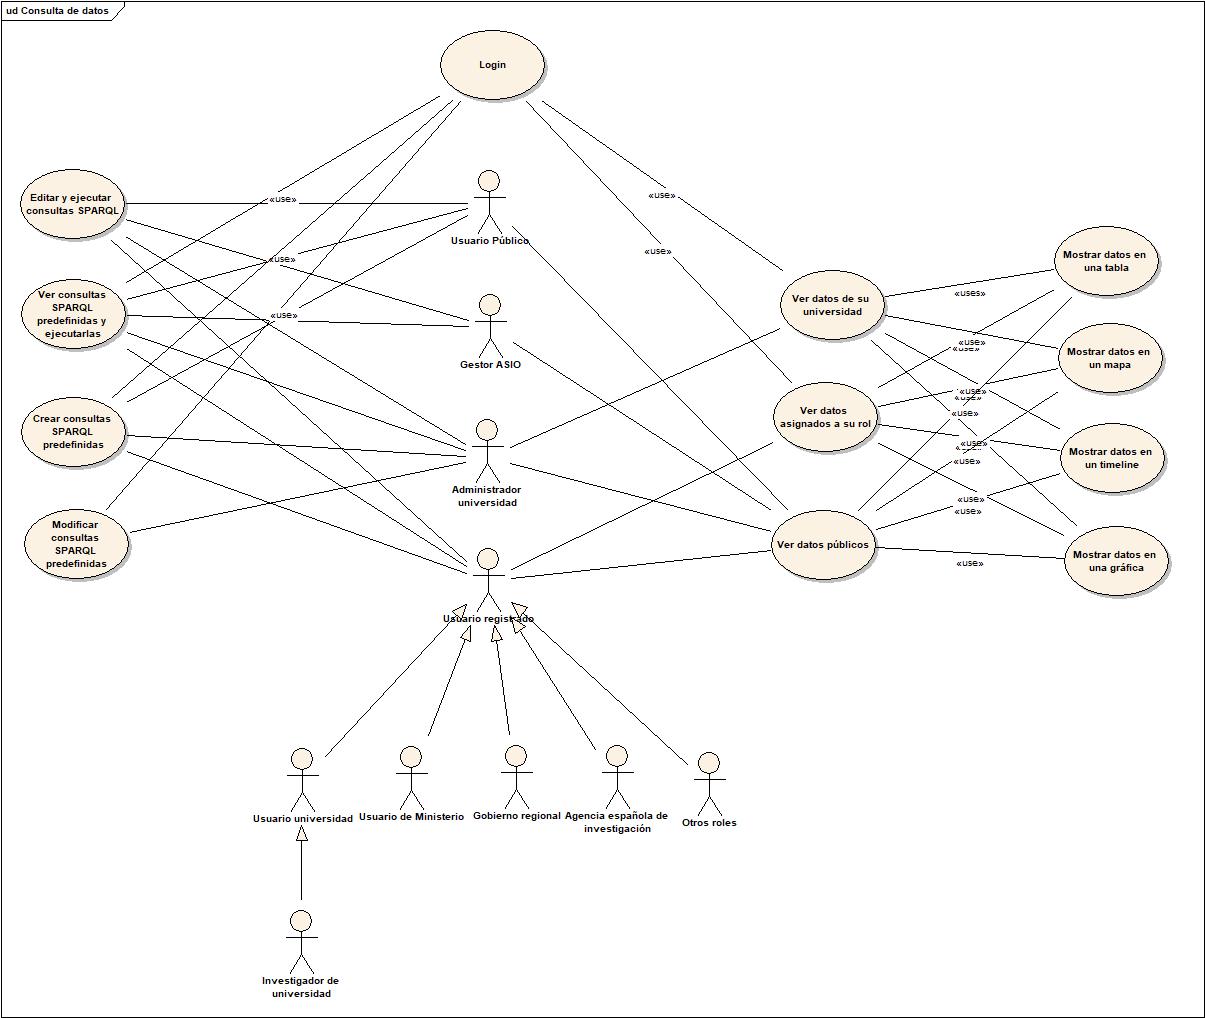 ud Consulta de datos
Login
«use»
«use»
«use»
«use»
«use»
Editar y ejecutar
consultas SPARQL
Ver consultas
SPARQL
predefinidas y
ejecutarlas
Crear consultas
SPARQL
predefinidas
Modificar
consultas
SPARQL
predefinidas
Usuario Público
Gestor ASIO
Administrador
universidad
Usuario registrado
Ver datos de su
universidad
Ver datos
asignados a su rol
Ver datos públicos
«uses»
«use»
«use»
«use»
«use»
«use»
«use»
«use»
«use»
«use»
«use»
Mostrar datos en
una tabla
Mostrar datos en
un mapa
Mostrar datos en
un timeline
Mostrar datos en
una gráfica
Usuario universidad
Usuario de Ministerio
Gobierno regional
Agencia española de
investigación
Otros roles
Investigador de
universidad